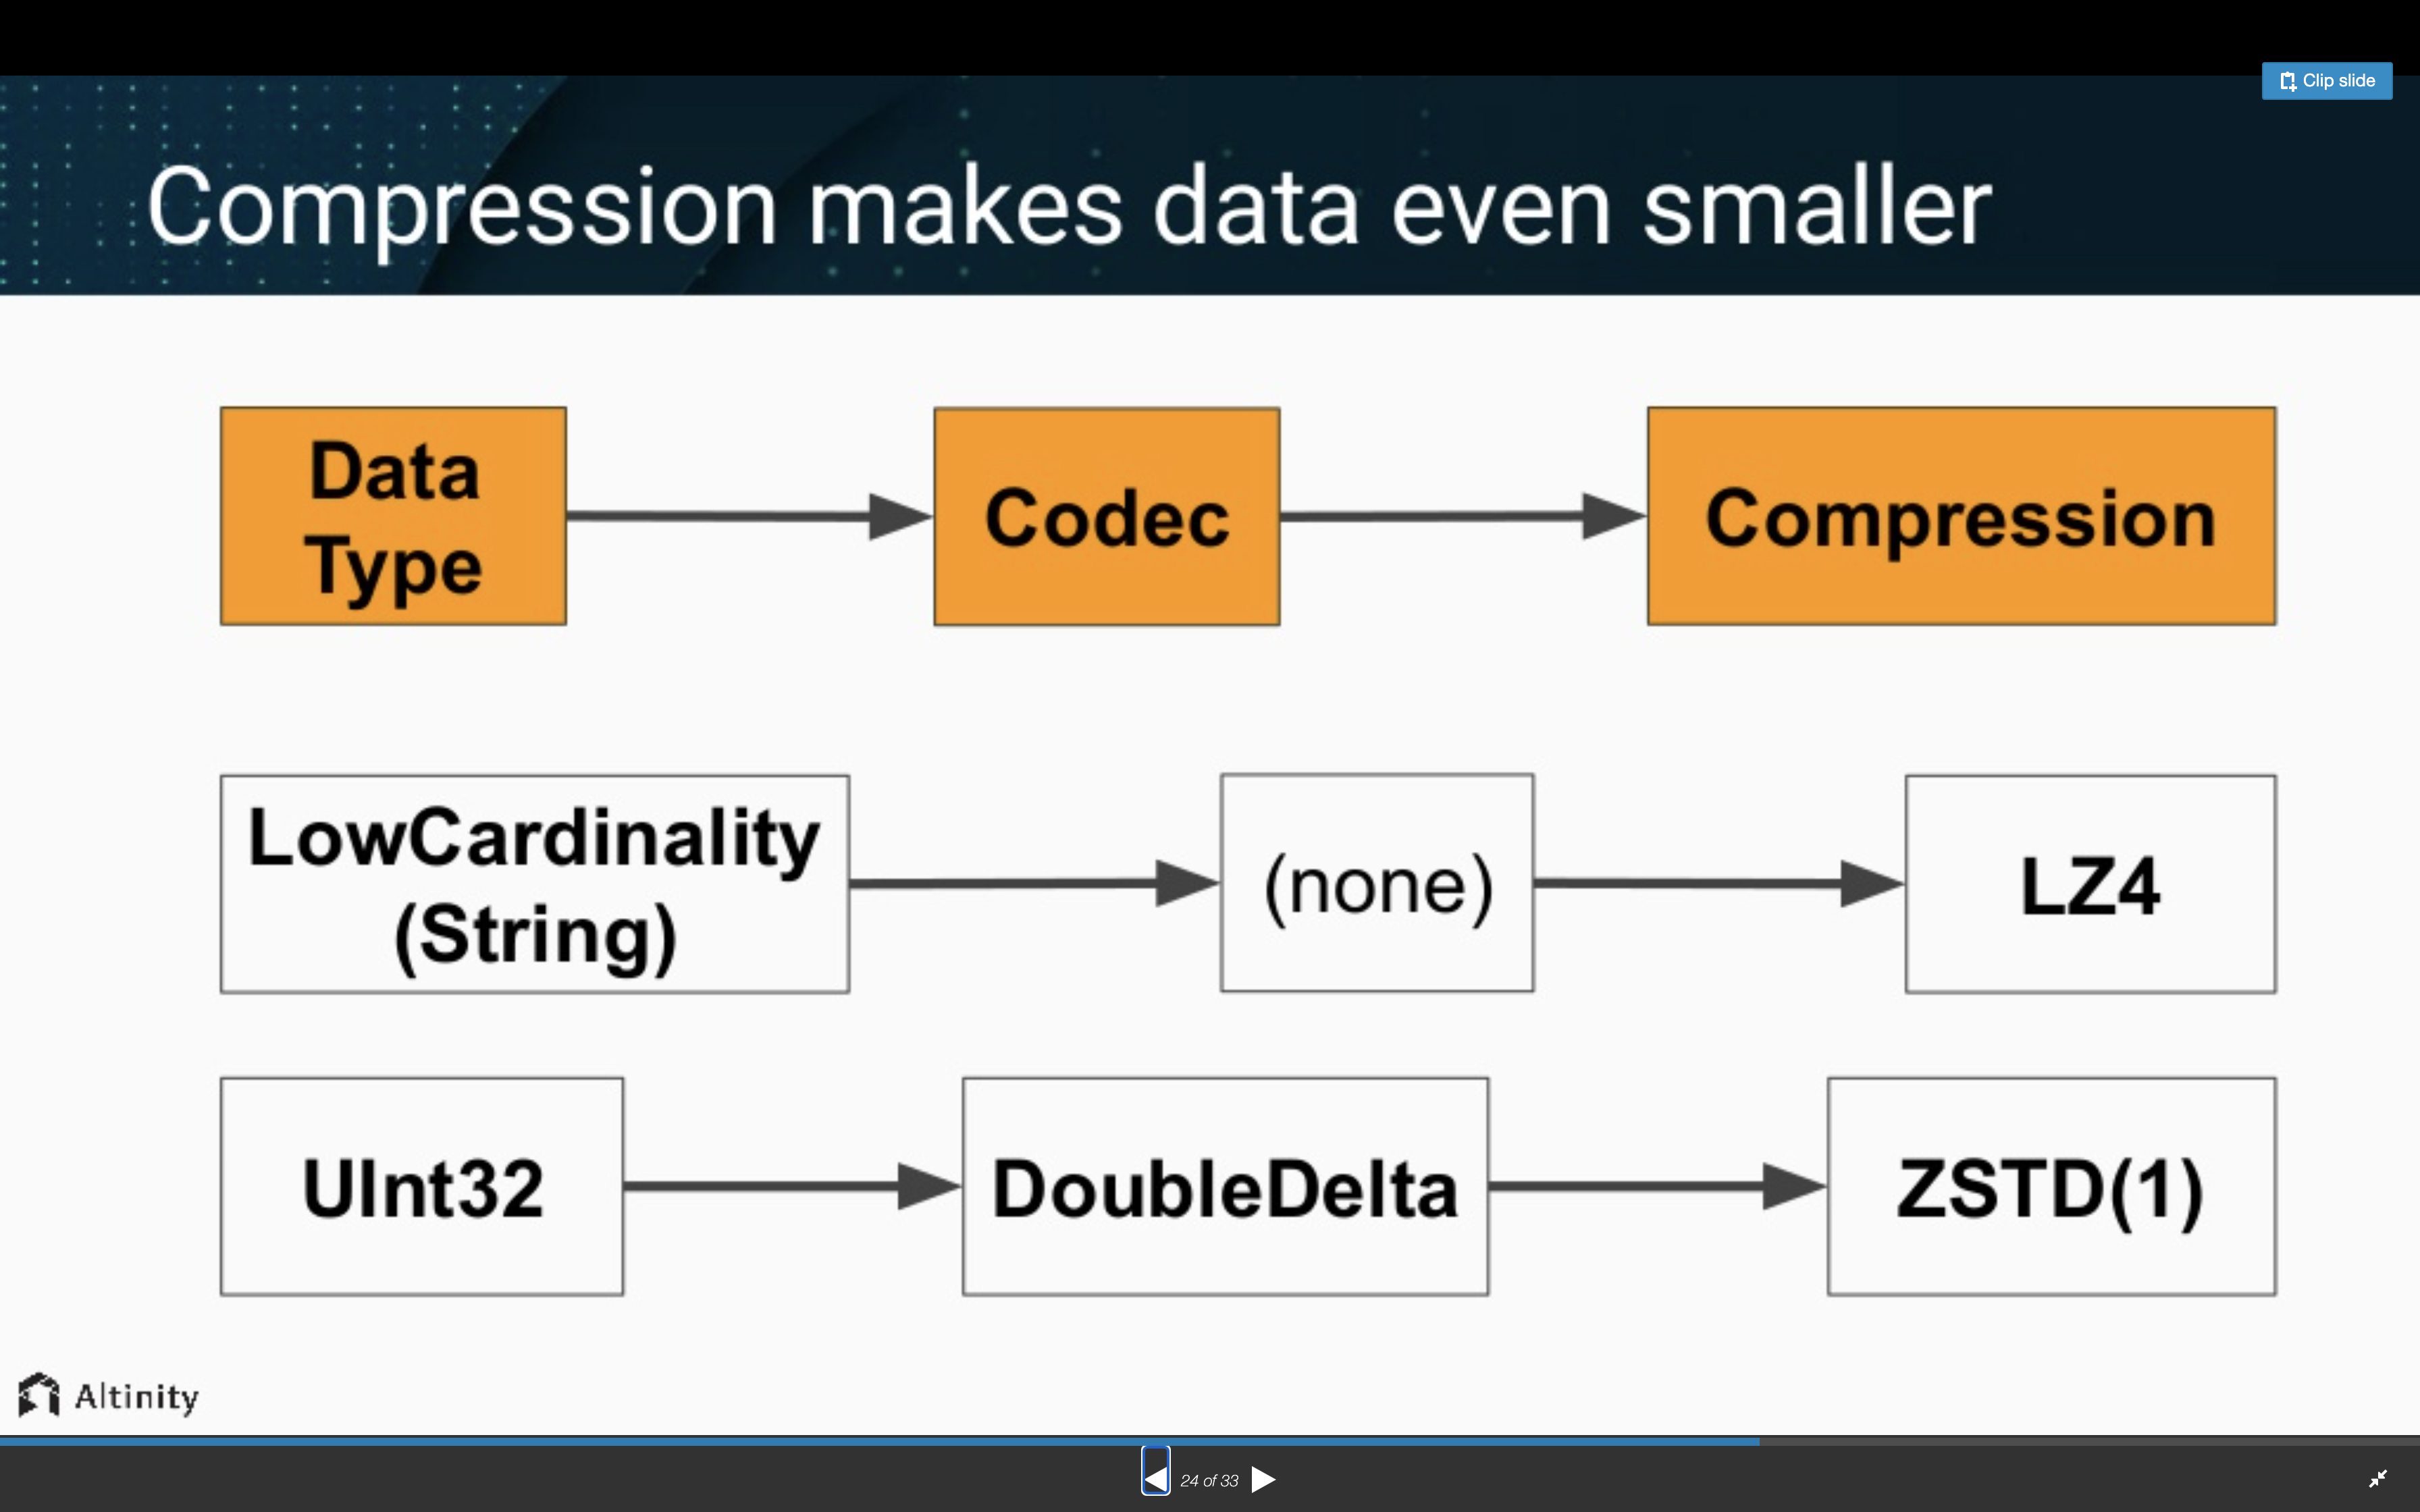 Clip slide
Compression makes data even smaller
Data
Type
Codec
Compression
LowCardinality
(String)
(none)
LZ4
UInt32
DoubleDelta
ZSTD(1)
Altinity
24 of 33